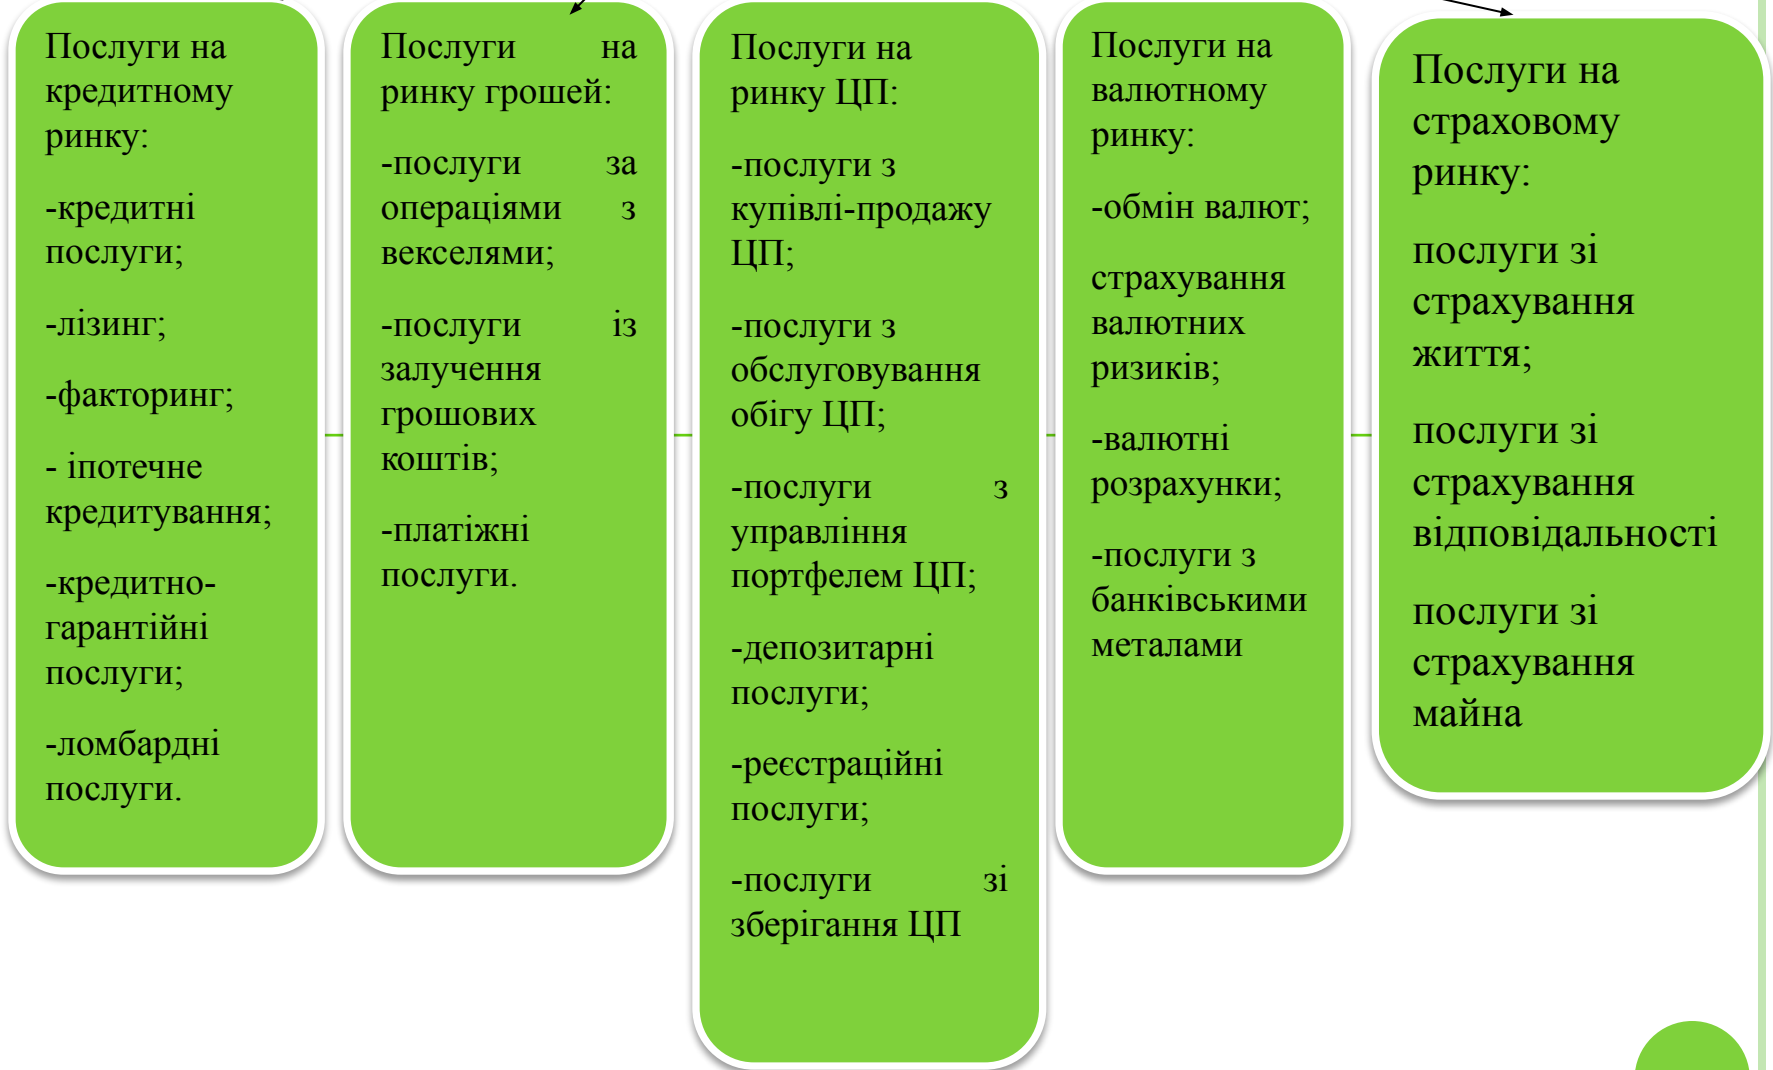 Послуги на
кредитному
ринку:
-кредитні
послуги;
-лізинг;
-факторинг;
- іпотечне
кредитування;
-кредитно-
гарантійні
послуги;
-ломбардні
послуги.
Послуги на
ринку грошей:
-послуги за
операціями з
векселями;
-послуги із
залучення
грошових
коштів;
-платіжні
послуги.
Послуги на
ринку ЦП:
-послуги з
купівлі-продажу
ЦП;
-послуги з
обслуговування
обігу ЦП;
-послуги з
управління
портфелем ЦП;
-депозитарні
послуги;
-реєстраційні
послуги;
-послуги зі
зберігання ЦП
Послуги на
валютному
ринку:
-обмін валют;
страхування
валютних
ризиків;
-валютні
розрахунки;
-послуги з
банківськими
металами
Послуги на
страховому
ринку:
послуги зі
страхування
життя;
послуги зі
страхування
відповідальності
послуги зі
страхування
майна